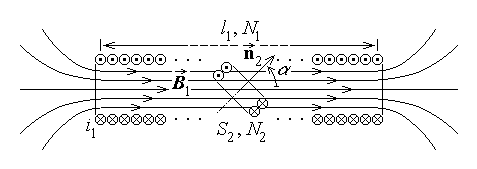 l₁, N₁
n₂
α
B₁
i₁
S₂, N₂